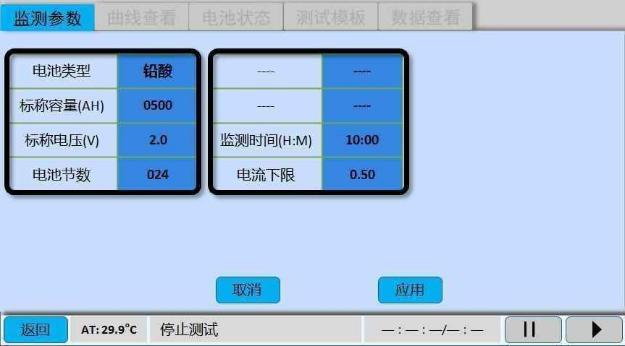 监测参数 曲线查看 电池状态 测试模板 数据查看
电池类型 铅酸 ---- ----
标称容量(AH) 0500 ---- ----
标称电压(V) 2.0 监测时间(H:M) 10:00
电池节数 024 电流下限 0.50
取消 应用
返回 AT: 29.9°C 停止测试 —:—:—/—:—